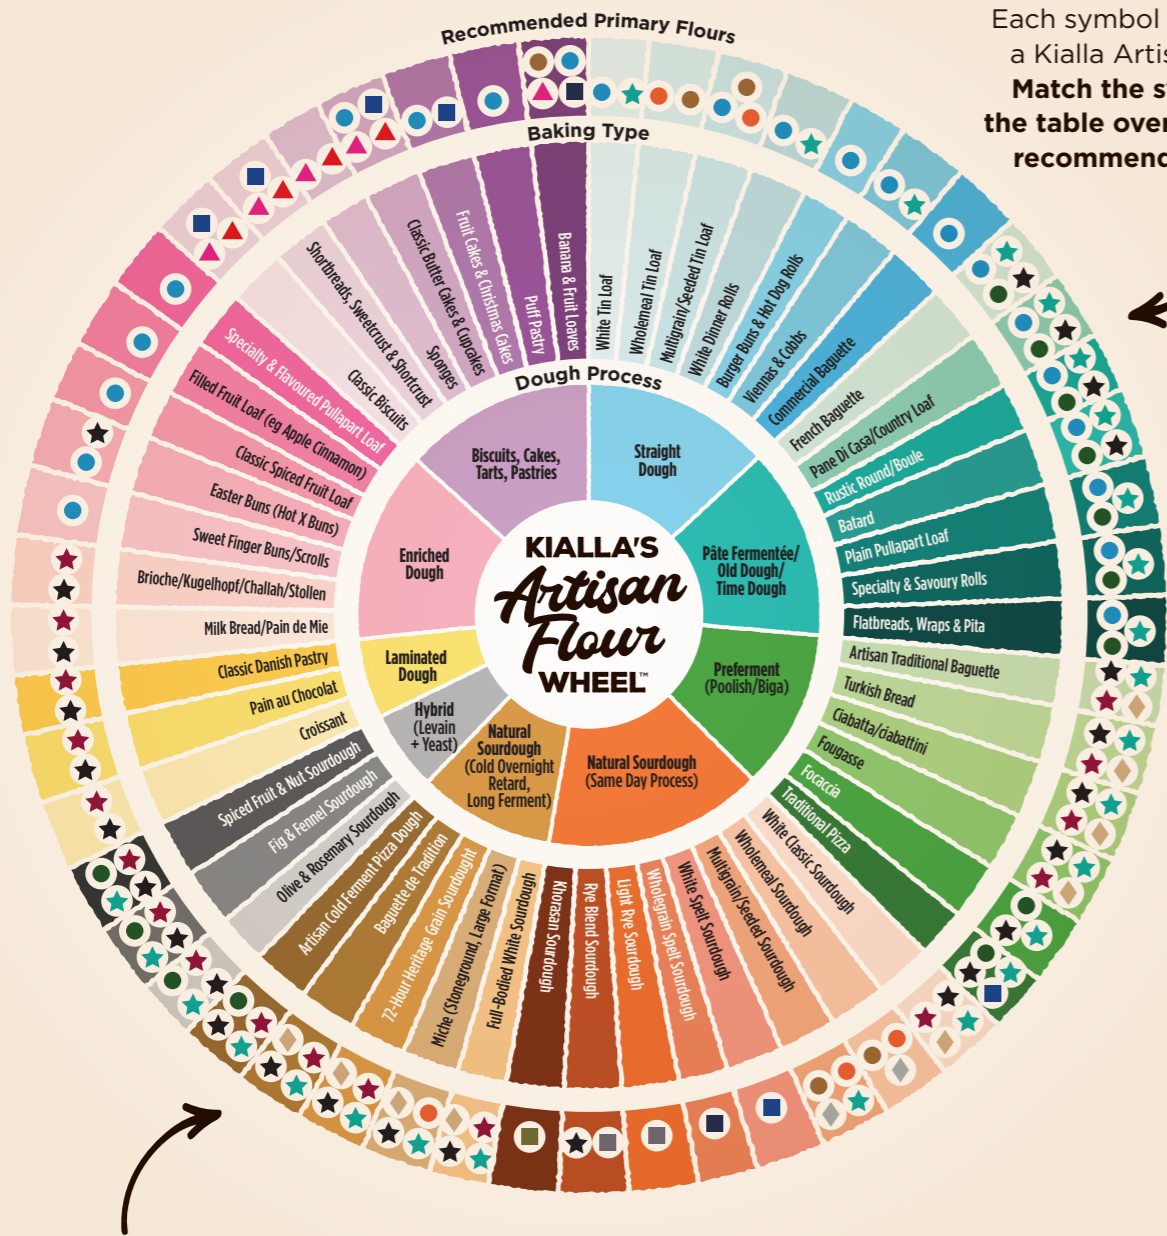 Recommended Primary Flours
Each symbol
a Kialla Artis
Match the s
the table over
recommenc
Baking Type
White Tin Loaf
Wholemeal Tin Loaf
Multigrain/Seeded Tin Loaf
White Dinner Rolls
Burger Buns & Hot Dog Rolls
Viennas & Cobbs
Commercial Baguette
French Baguette
Pane Di Casa/Country Loaf
Rustic Round/Boule
Batard
Plain Pullapart Loaf
Specialty & Savoury Rolls
Flatbreads, Wraps & Pita
Artisan Traditional Baguette
Turkish Bread
Ciabatta/ciabattini
Fougasse
Focaccia
Traditional Pizza
White Classic Sourdough
Wholemeal Sourdough
Multigrain/Seeded Sourdough
White Spelt Sourdough
Wholegrain Spelt Sourdough
Light Rye Sourdough
Rye Blend Sourdough
Khorasan Sourdough
Full-Bodied White Sourdough
Miche (Stoneground, Large Format)
72-Hour Heritage Grain Sourdought
Baguette de Tradition
Artisan Cold Ferment Pizza Dough
Olive & Rosemary Sourdough
Fig & Fennel Sourdough
Spiced Fruit & Nut Sourdough
Croissant
Pain au Chocolat
Classic Danish Pastry
Milk Bread/Pain de Mie
Brioche/Kugelhopf/Challah/Stollen
Sweet Finger Buns/Scrolls
Easter Buns (Hot X Buns)
Classic Spiced Fruit Loaf
Filled Fruit Loaf (eg Apple Cinnamon)
Specialty & Flavoured Pullapart Loaf
Classic Biscuits
Shortbreads, Sweetcrust & Shortcrust
Sponges
Classic Butter Cakes & Cupcakes
Fruit Cakes & Christmas Cakes
Puff Pastry
Banana & Fruit Loaves
Dough Process
Straight
Dough
Pâte Fermentée/
Old Dough/
Time Dough
Preferment
(Poolish/Biga)
Natural Sourdough
(Same Day Process)
Natural
Sourdough
(Cold Overnight
Retard,
Long Ferment)
Hybrid
(Levain
+ Yeast)
Laminated
Dough
Enriched
Dough
Biscuits, Cakes,
Tarts, Pastries
KIALLA'S
Artisan
Flour
WHEEL™